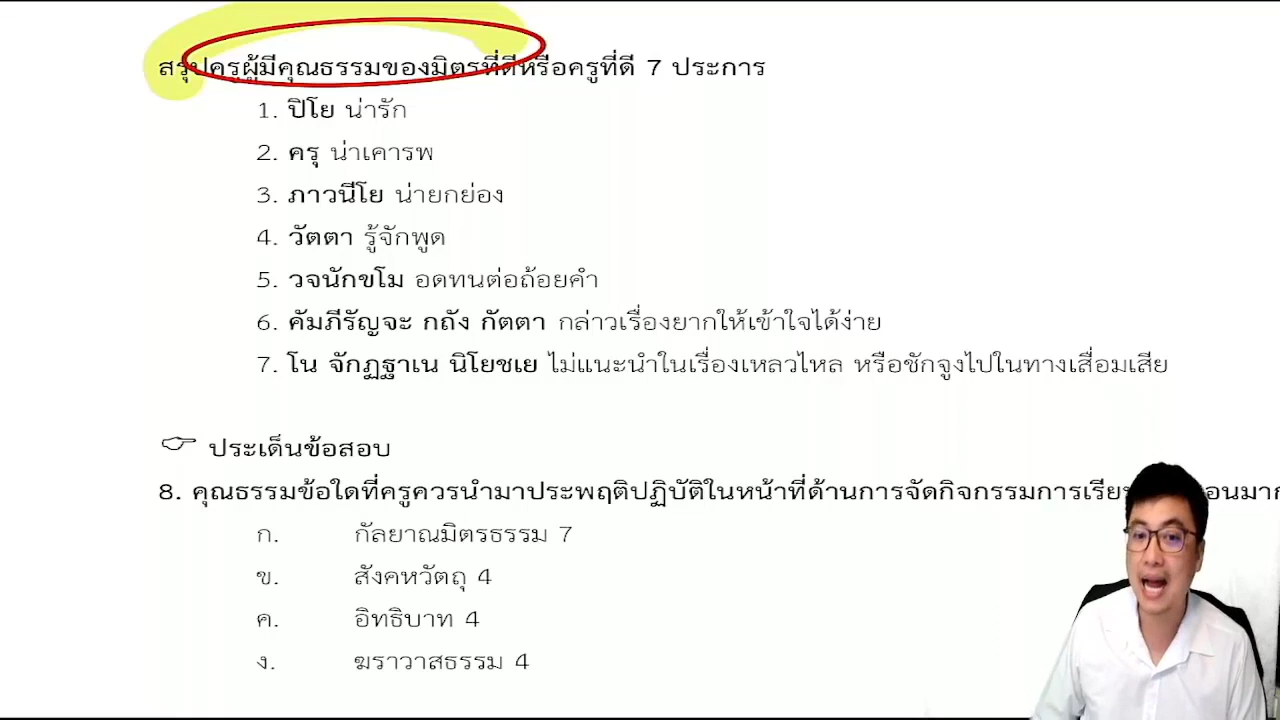 สรุปครูผู้มีคุณธรรมของมิตรที่ดีหรือครูที่ดี 7 ประการ
1. ปิโย น่ารัก
2. ครุ น่าเคารพ
3. ภาวนีโย น่ายกย่อง
4. วัตตา รู้จักพูด
5. วจนักขโม อดทนต่อถ้อยคำ
6. คัมภีรัญจะ กถัง กัตตา กล่าวเรื่องยากให้เข้าใจได้ง่าย
7. โน จักฏฐาเน นิโยชเย ไม่แนะนำในเรื่องเหลวไหล หรือชักจูงไปในทางเสื่อมเสีย
☞ ประเด็นข้อสอบ
8. คุณธรรมข้อใดที่ครูควรนำมาประพฤติปฏิบัติในหน้าที่ด้านการจัดกิจกรรมการ
ก. กัลยาณมิตรธรรม 7
ข. สังคหวัตถุ 4
ค. อิทธิบาท 4
ง. ฆราวาสธรรม 4